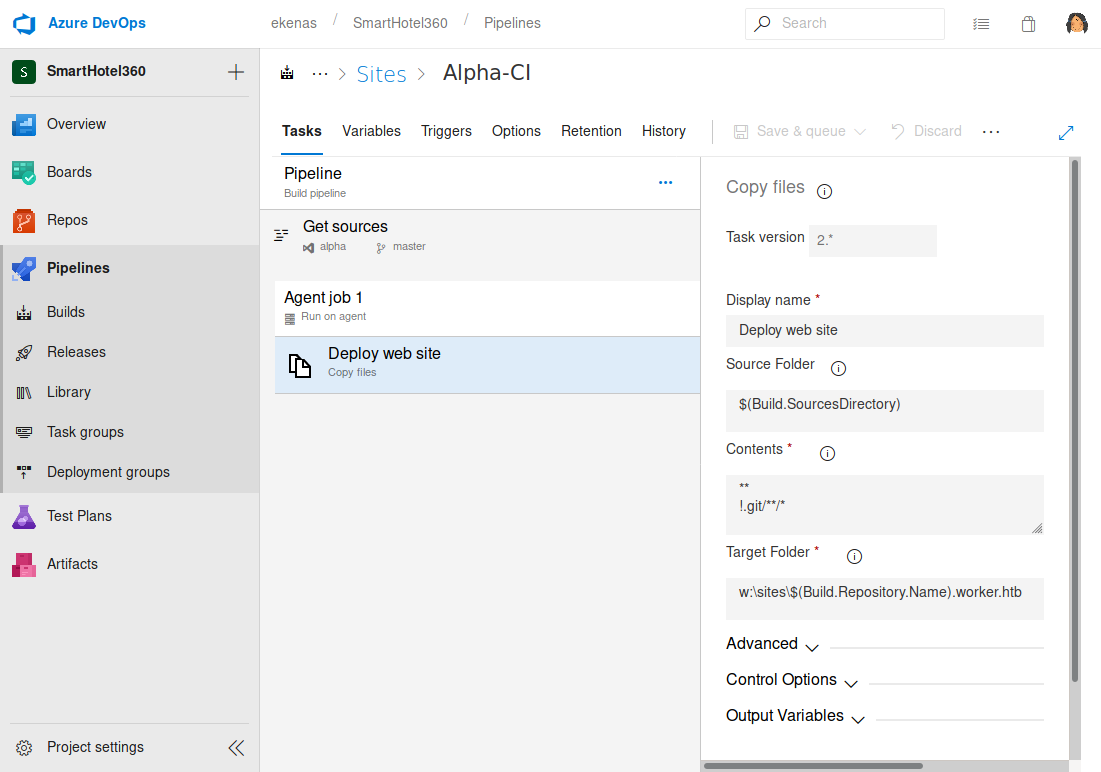 Azure DevOps
ekenas / SmartHotel360 / Pipelines
Search
S SmartHotel360
Overview
Boards
Repos
Pipelines
Builds
Releases
Library
Task groups
Deployment groups
Test Plans
Artifacts
Project settings
... > Sites > Alpha-CI
Tasks Variables Triggers Options Retention History Save & queue Discard ...
Pipeline
Build pipeline
...
Get sources
alpha master
Agent job 1
Run on agent
Deploy web site
Copy files
Copy files
Task version 2.*
Display name *
Deploy web site
Source Folder
$(Build.SourcesDirectory)
Contents *
**
!.git/**/*
Target Folder *
w:\sites\$(Build.Repository.Name).worker.htb
Advanced
Control Options
Output Variables